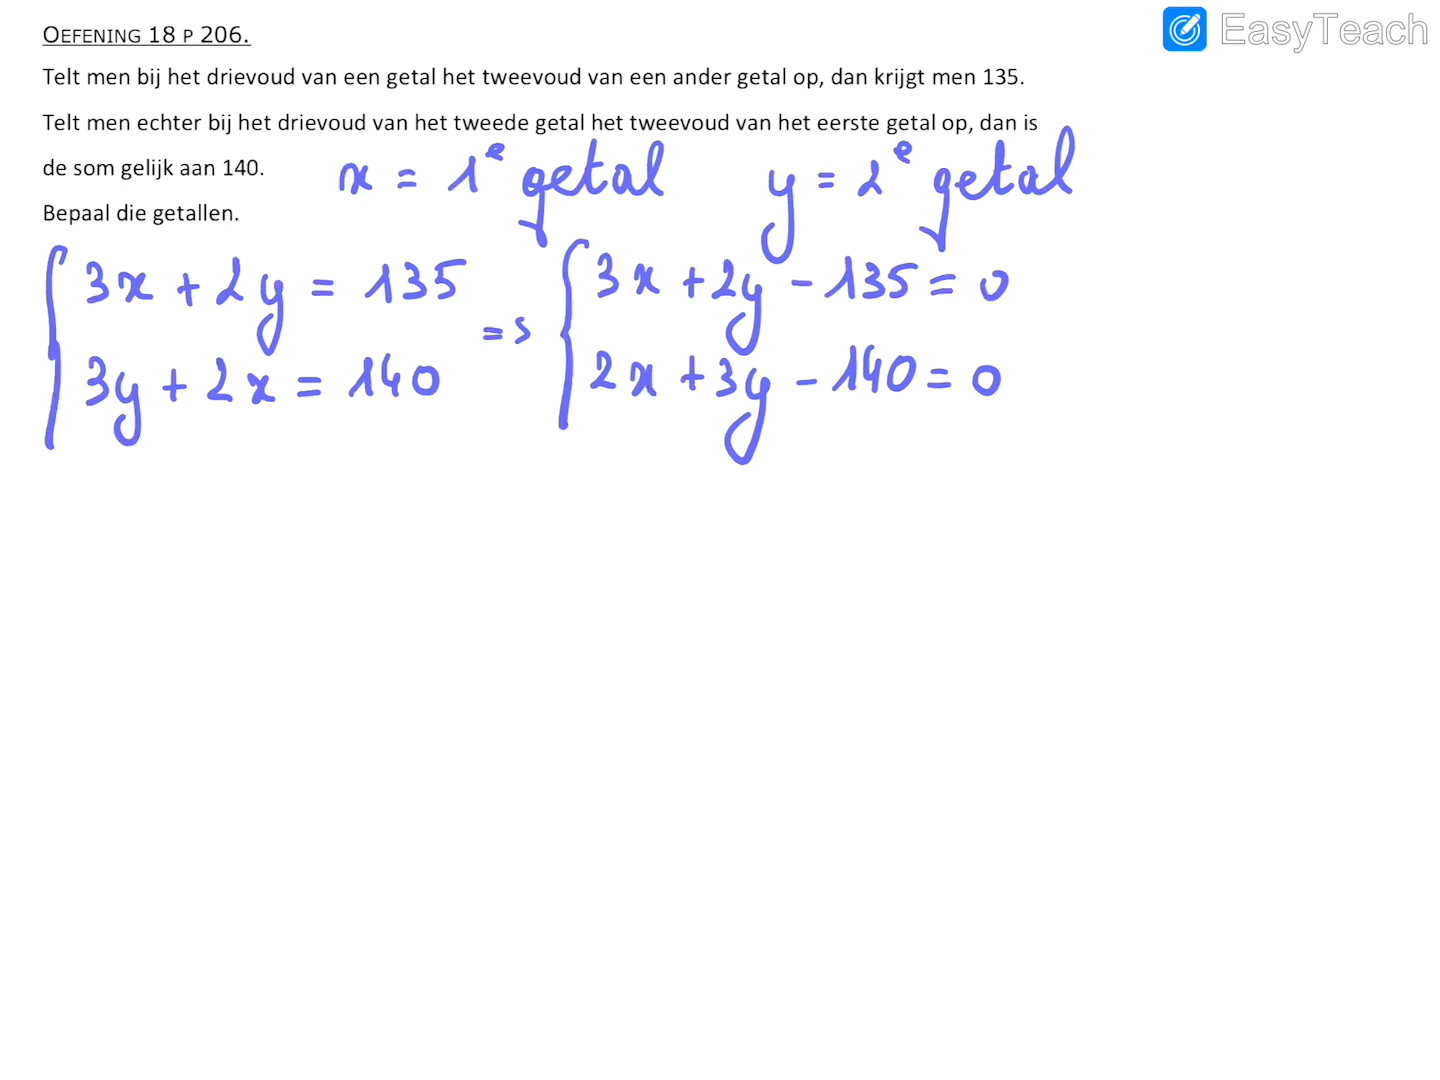 OEFENING 18 P 206.
EasyTeach
Telt men bij het drievoud van een getal het tweevoud van een ander getal op, dan krijgt men 135.
Telt men echter bij het drievoud van het tweede getal het tweevoud van het eerste getal op, dan is
de som gelijk aan 140.
x = 1e getal y = 2e getal
Bepaal die getallen.
3x + 2y = 135 =s 3x + 2y - 135 = 0
3y + 2x = 140 2x + 3y - 140 = 0